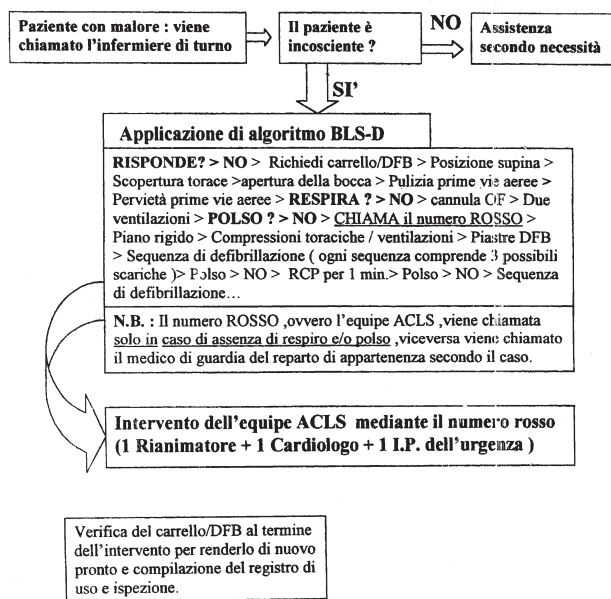 Paziente con malore : viene
chiamato l'infermiere di turno
Il paziente è
incosciente ?
NO
Assistenza
secondo necessità
SI'
Applicazione di algoritmo BLS-D
RISPONDE? > NO > Richiedi carrello/DFB > Posizione supina >
Scopertura torace >apertura della bocca > Pulizia prime vie aeree >
Pervietà prime vie aeree > RESPIRA ? > NO > cannula OF > Due
ventilazioni > POLSO ? > NO > CHIAMA il numero ROSSO >
Piano rigido > Compressioni toraciche / ventilazioni > Piastre DFB
> Sequenza di defibrillazione ( ogni sequenza comprende 3 possibili
scariche )> Polso > NO > RCP per 1 min.> Polso > NO > Sequenza
di defibrillazione…
N.B. : Il numero ROSSO ,ovvero l'equipe ACLS ,viene chiamata
solo in caso di assenza di respiro e/o polso ,viceversa viene chiamato
il medico di guardia del reparto di appartenenza secondo il caso.
Intervento dell'equipe ACLS mediante il numero rosso
(1 Rianimatore + 1 Cardiologo + 1 I.P. dell'urgenza )
Verifica del carrello/DFB al termine
dell'intervento per renderlo di nuovo
pronto e compilazione del registro di
uso e ispezione.